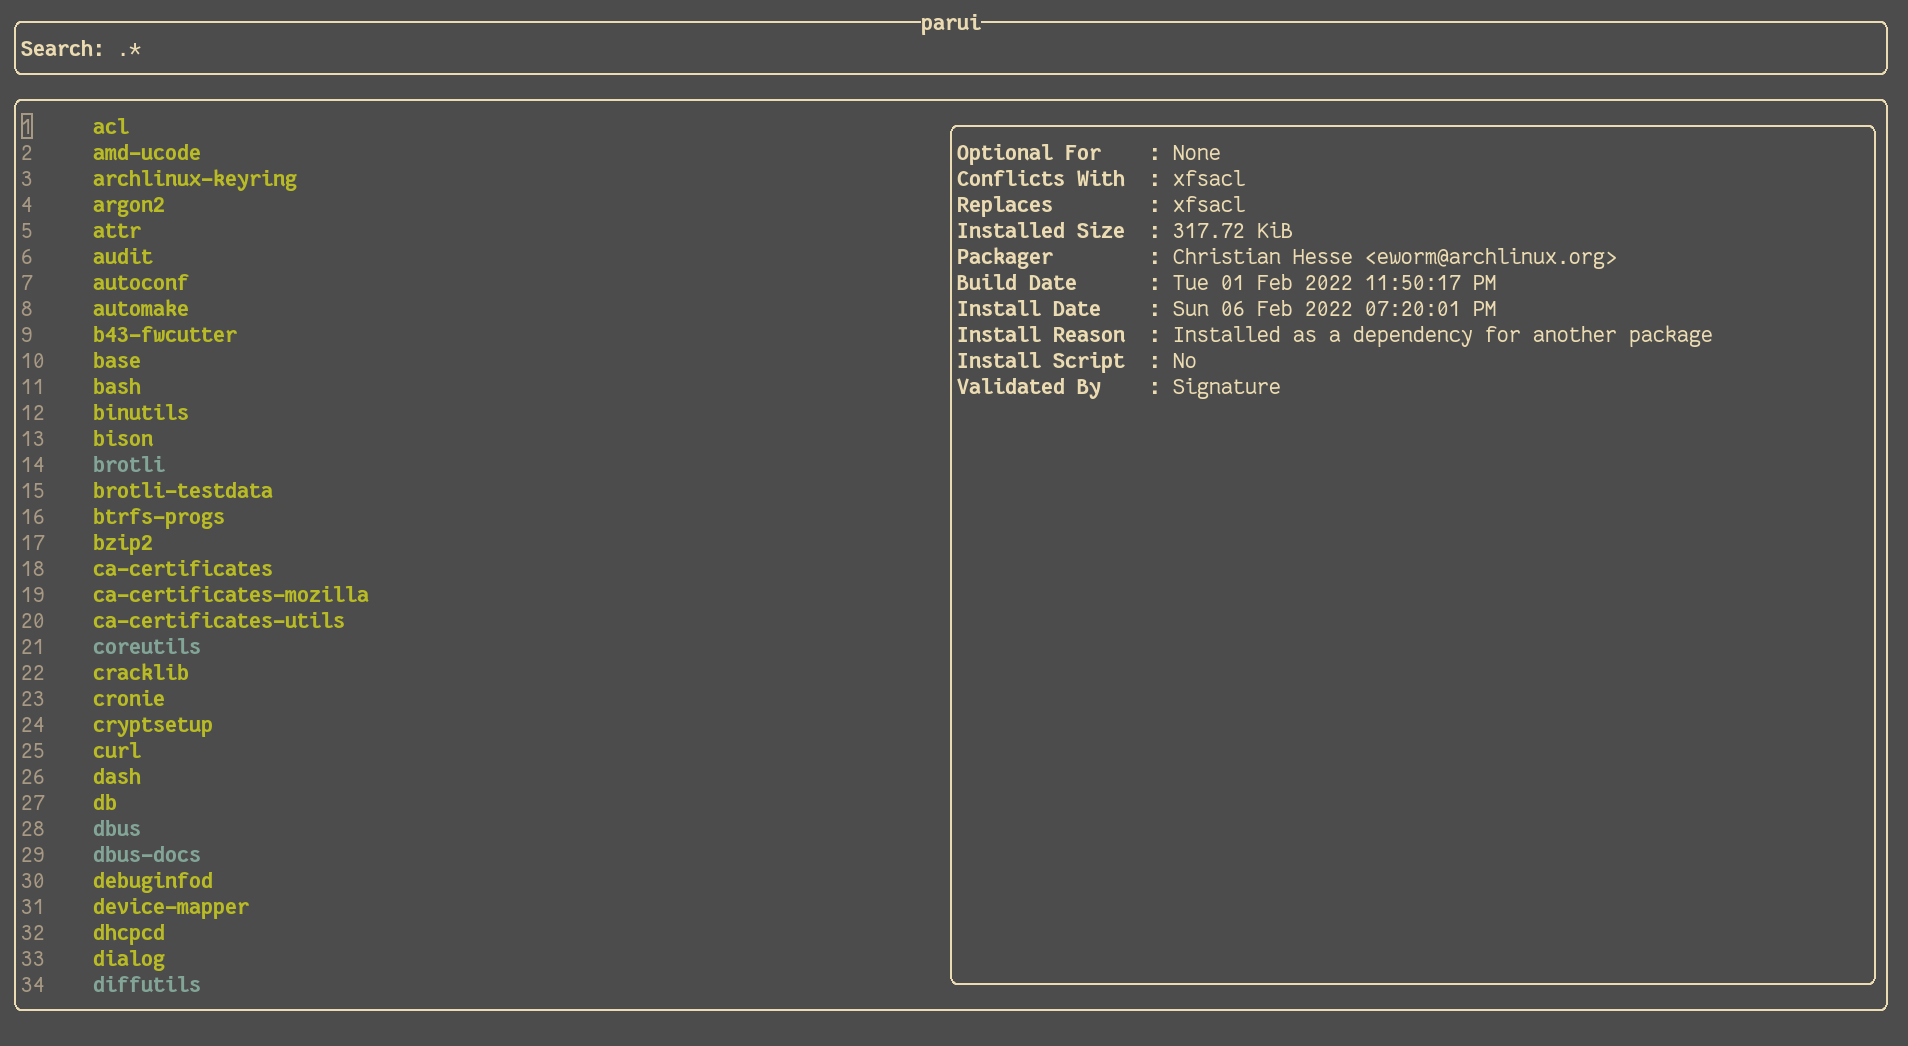 parui
Search: .*
1 acl
2 amd-ucode
3 archlinux-keyring
4 argon2
5 attr
6 audit
7 autoconf
8 automake
9 b43-fwcutter
10 base
11 bash
12 binutils
13 bison
14 brotli
15 brotli-testdata
16 btrfs-progs
17 bzip2
18 ca-certificates
19 ca-certificates-mozilla
20 ca-certificates-utils
21 coreutils
22 cracklib
23 cronie
24 cryptsetup
25 curl
26 dash
27 db
28 dbus
29 dbus-docs
30 debuginfod
31 device-mapper
32 dhcpcd
33 dialog
34 diffutils
Optional For : None
Conflicts With : xfsacl
Replaces : xfsacl
Installed Size : 317.72 KiB
Packager : Christian Hesse <eworm@archlinux.org>
Build Date : Tue 01 Feb 2022 11:50:17 PM
Install Date : Sun 06 Feb 2022 07:20:01 PM
Install Reason : Installed as a dependency for another package
Install Script : No
Validated By : Signature